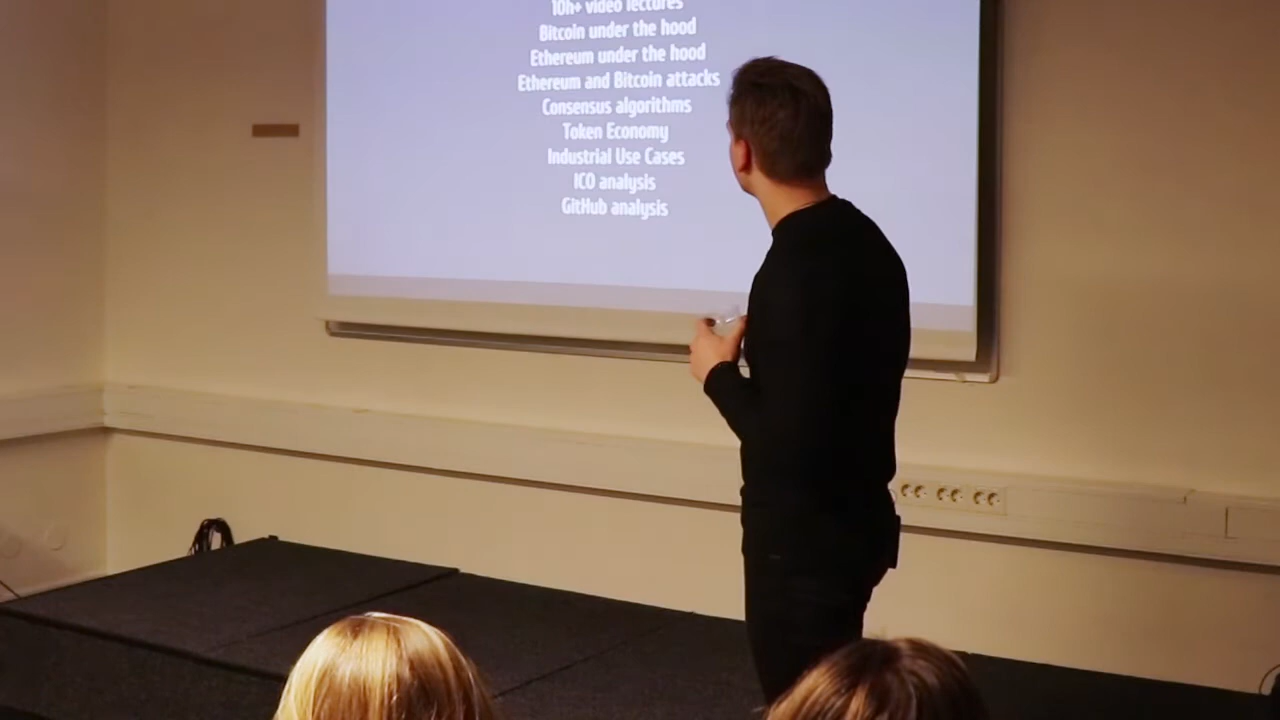 10h+ video lectures
Bitcoin under the hood
Ethereum under the hood
Ethereum and Bitcoin attacks
Consensus algorithms
Token Economy
Industrial Use Cases
ICO analysis
GitHub analysis